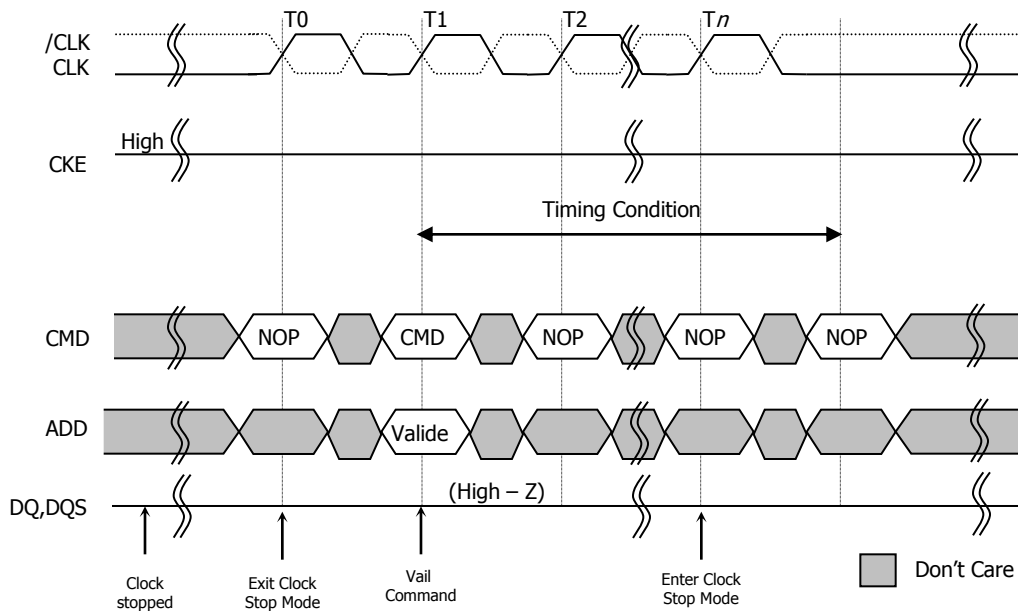 T0 T1 T2 Tn
/CLK
CLK
High
CKE
Timing Condition
CMD NOP CMD NOP NOP NOP
ADD Valide
(High – Z)
DQ,DQS
Clock
stopped
Exit Clock
Stop Mode
Vail
Command
Enter Clock
Stop Mode
Don't Care